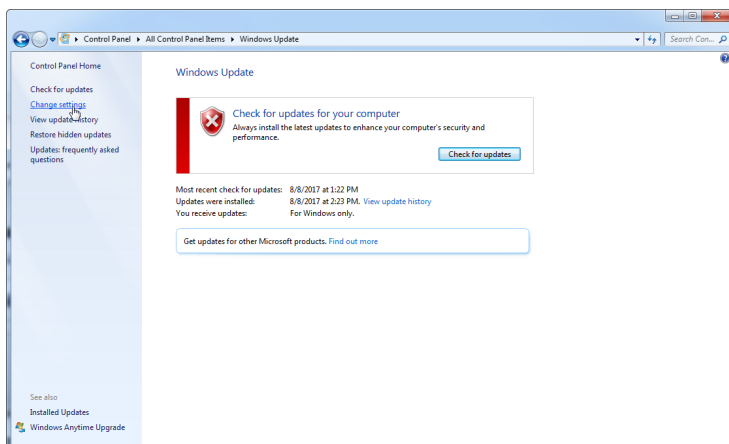 Control Panel ▸ All Control Panel Items ▸ Windows Update
Search Con...
Control Panel Home
Check for updates
Change settings
View update history
Restore hidden updates
Updates: frequently asked
questions
See also
Installed Updates
Windows Anytime Upgrade
Windows Update
Check for updates for your computer
Always install the latest updates to enhance your computer's security and
performance.
Check for updates
Most recent check for updates: 8/8/2017 at 1:22 PM
Updates were installed: 8/8/2017 at 2:23 PM. View update history
You receive updates: For Windows only.
Get updates for other Microsoft products. Find out more